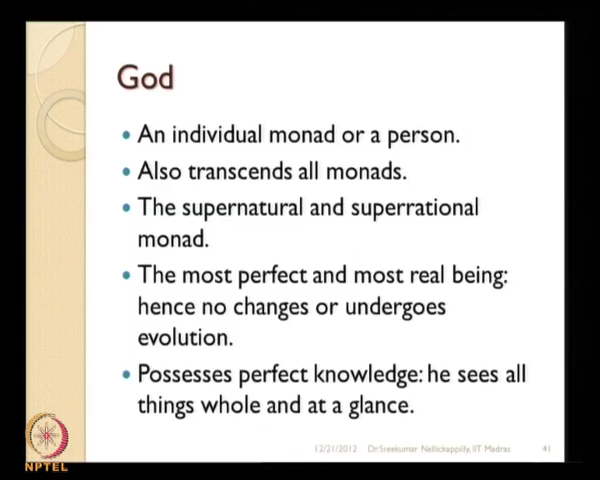 God
• An individual monad or a person.
• Also transcends all monads.
• The supernatural and superrational
monad.
• The most perfect and most real being:
hence no changes or undergoes
evolution.
• Possesses perfect knowledge: he sees all
things whole and at a glance.
12/21/2012 Dr.Sreekumar Nellickappilly, IIT Madras 41
NPTEL